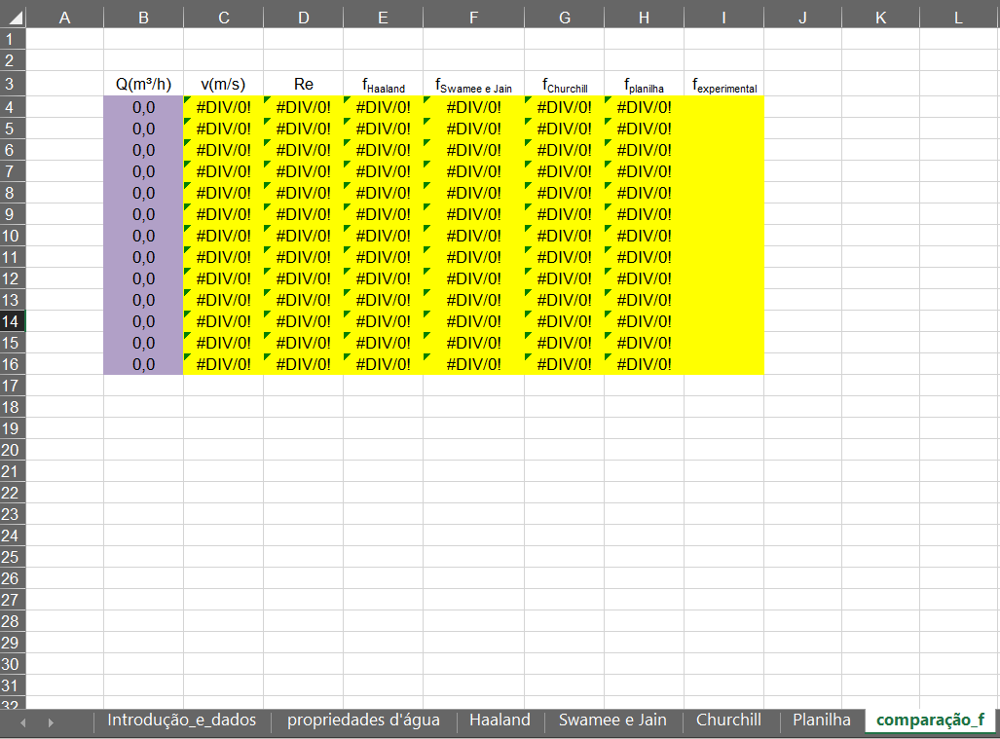 A B C D E F G H I J K L
1
2
3 Q(m³/h) v(m/s) Re fHaaland fSwamee e Jain fChurchill fplanilha fexperimental
4 0,0 #DIV/0! #DIV/0! #DIV/0! #DIV/0! #DIV/0! #DIV/0!
5 0,0 #DIV/0! #DIV/0! #DIV/0! #DIV/0! #DIV/0! #DIV/0!
6 0,0 #DIV/0! #DIV/0! #DIV/0! #DIV/0! #DIV/0! #DIV/0!
7 0,0 #DIV/0! #DIV/0! #DIV/0! #DIV/0! #DIV/0! #DIV/0!
8 0,0 #DIV/0! #DIV/0! #DIV/0! #DIV/0! #DIV/0! #DIV/0!
9 0,0 #DIV/0! #DIV/0! #DIV/0! #DIV/0! #DIV/0! #DIV/0!
10 0,0 #DIV/0! #DIV/0! #DIV/0! #DIV/0! #DIV/0! #DIV/0!
11 0,0 #DIV/0! #DIV/0! #DIV/0! #DIV/0! #DIV/0! #DIV/0!
12 0,0 #DIV/0! #DIV/0! #DIV/0! #DIV/0! #DIV/0! #DIV/0!
13 0,0 #DIV/0! #DIV/0! #DIV/0! #DIV/0! #DIV/0! #DIV/0!
14 0,0 #DIV/0! #DIV/0! #DIV/0! #DIV/0! #DIV/0! #DIV/0!
15 0,0 #DIV/0! #DIV/0! #DIV/0! #DIV/0! #DIV/0! #DIV/0!
16 0,0 #DIV/0! #DIV/0! #DIV/0! #DIV/0! #DIV/0! #DIV/0!
17
18
19
20
21
22
23
24
25
26
27
28
29
30
31
32
Introdução_e_dados propriedades d'água Haaland Swamee e Jain Churchill Planilha comparação_f